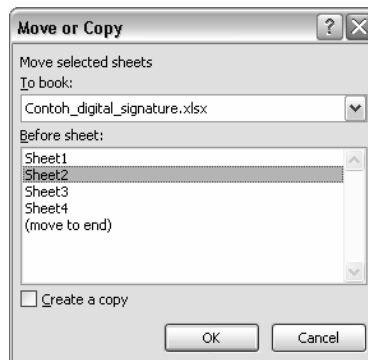 Move or Copy
Move selected sheets
To book:
Contoh_digital_signature.xlsx
Before sheet:
Sheet1
Sheet2
Sheet3
Sheet4
(move to end)
Create a copy
OK Cancel